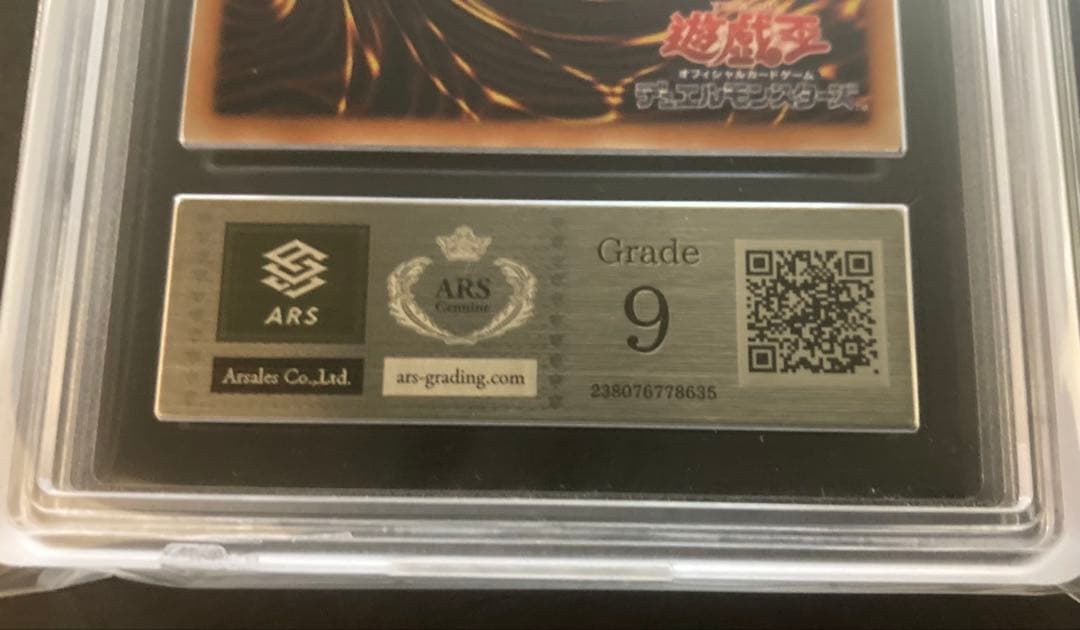 遊戯王
オフィシャルカードゲーム
デュエルモンスターズ
ARS
Arsales Co.,Ltd.
ARS
Genuine
ars-grading.com
Grade
9
238076778635